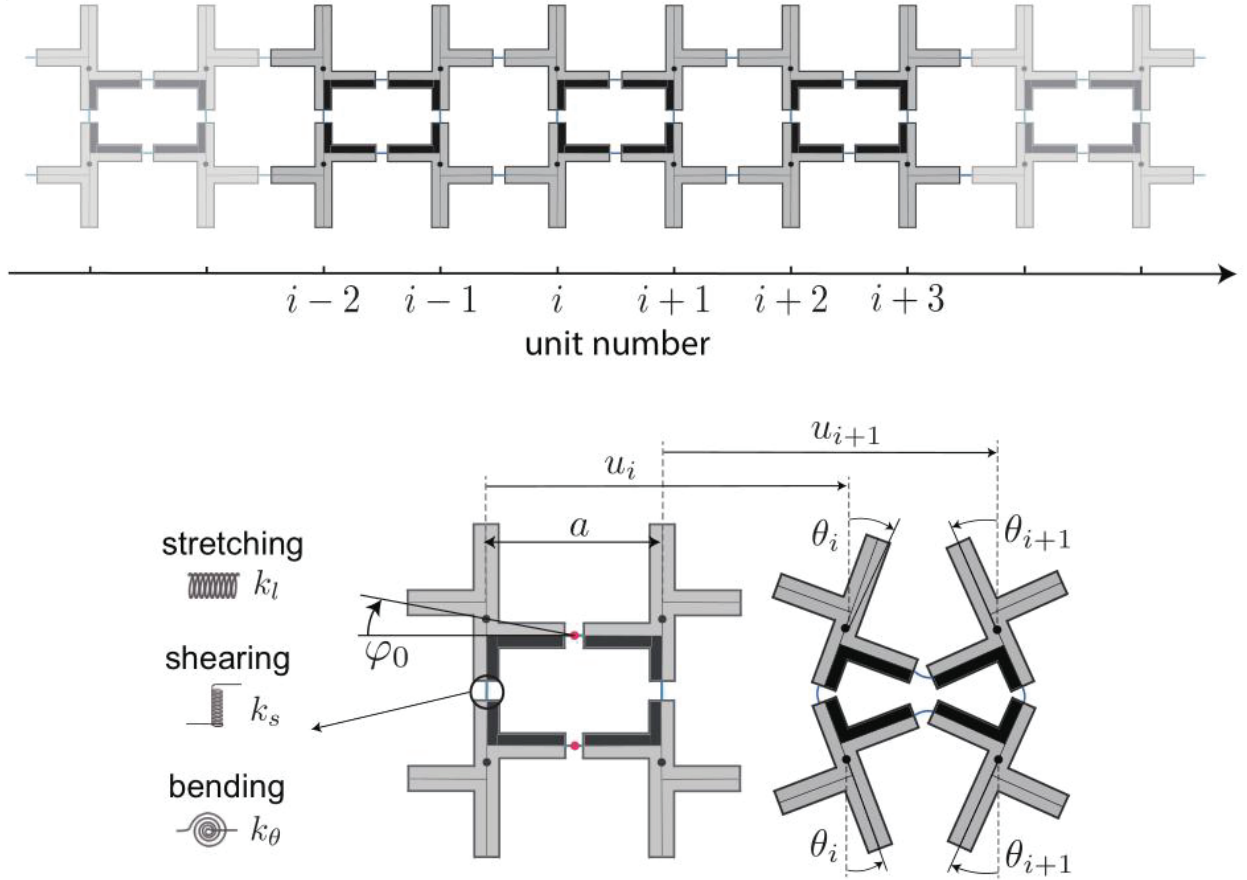 i − 2 i − 1 i i + 1 i + 2 i + 3
unit number
u_{i+1}
u_i
a
θ_i θ_{i+1}
stretching
k_l
φ_0
shearing
k_s
bending
k_θ
θ_i θ_{i+1}